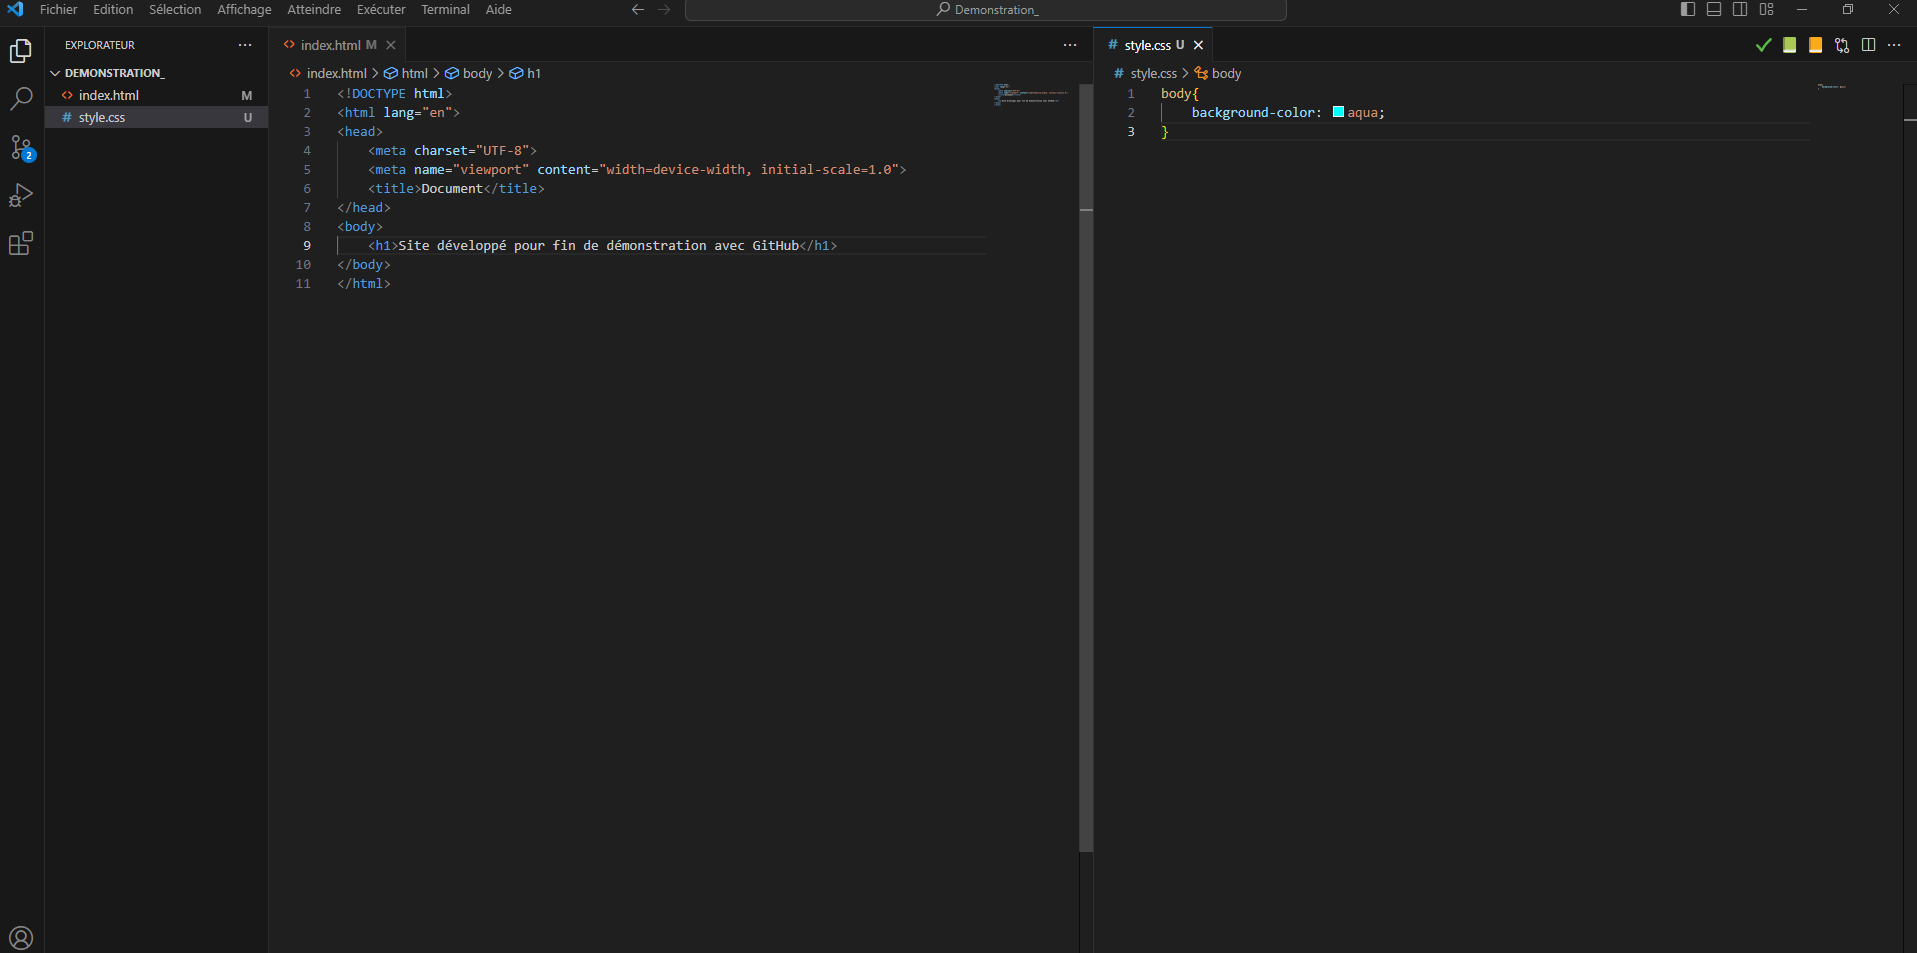 Fichier Edition Sélection Affichage Atteindre Exécuter Terminal Aide
Demonstration_
EXPLORATEUR
DEMONSTRATION_
index.html M
style.css U
2
index.html M
index.html > html > body > h1
1 <!DOCTYPE html>
2 <html lang="en">
3 <head>
4 <meta charset="UTF-8">
5 <meta name="viewport" content="width=device-width, initial-scale=1.0">
6 <title>Document</title>
7 </head>
8 <body>
9 <h1>Site développé pour fin de démonstration avec GitHub</h1>
10 </body>
11 </html>
# style.css U
# style.css > body
1 body{
2 background-color: aqua;
3 }